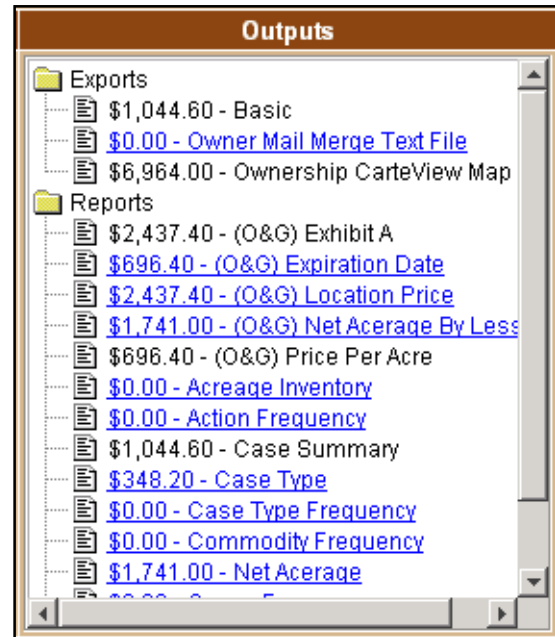 Outputs
Exports
$1,044.60 - Basic
$0.00 - Owner Mail Merge Text File
$6,964.00 - Ownership CarteView Map
Reports
$2,437.40 - (O&G) Exhibit A
$696.40 - (O&G) Expiration Date
$2,437.40 - (O&G) Location Price
$1,741.00 - (O&G) Net Acerage By Less
$696.40 - (O&G) Price Per Acre
$0.00 - Acreage Inventory
$0.00 - Action Frequency
$1,044.60 - Case Summary
$348.20 - Case Type
$0.00 - Case Type Frequency
$0.00 - Commodity Frequency
$1,741.00 - Net Acerage